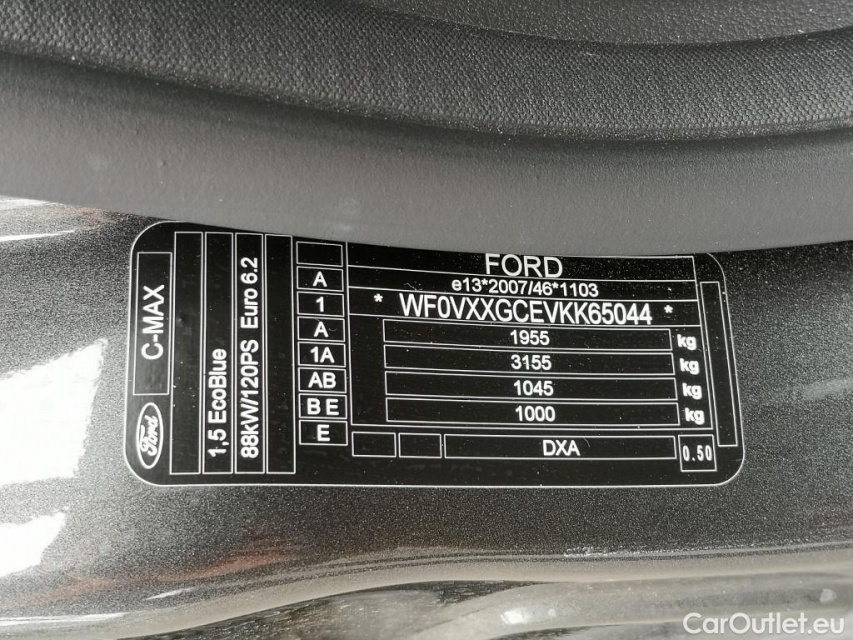 FORD
e13*2007/46*1103
* WF0VXXGCEVKK65044 *
1955 kg
3155 kg
1045 kg
1000 kg
DXA 0.50
A
1
A
1A
AB
B E
E
C-MAX
Ford
1,5 EcoBlue
88kW/120PS Euro 6.2
CarOutlet.eu